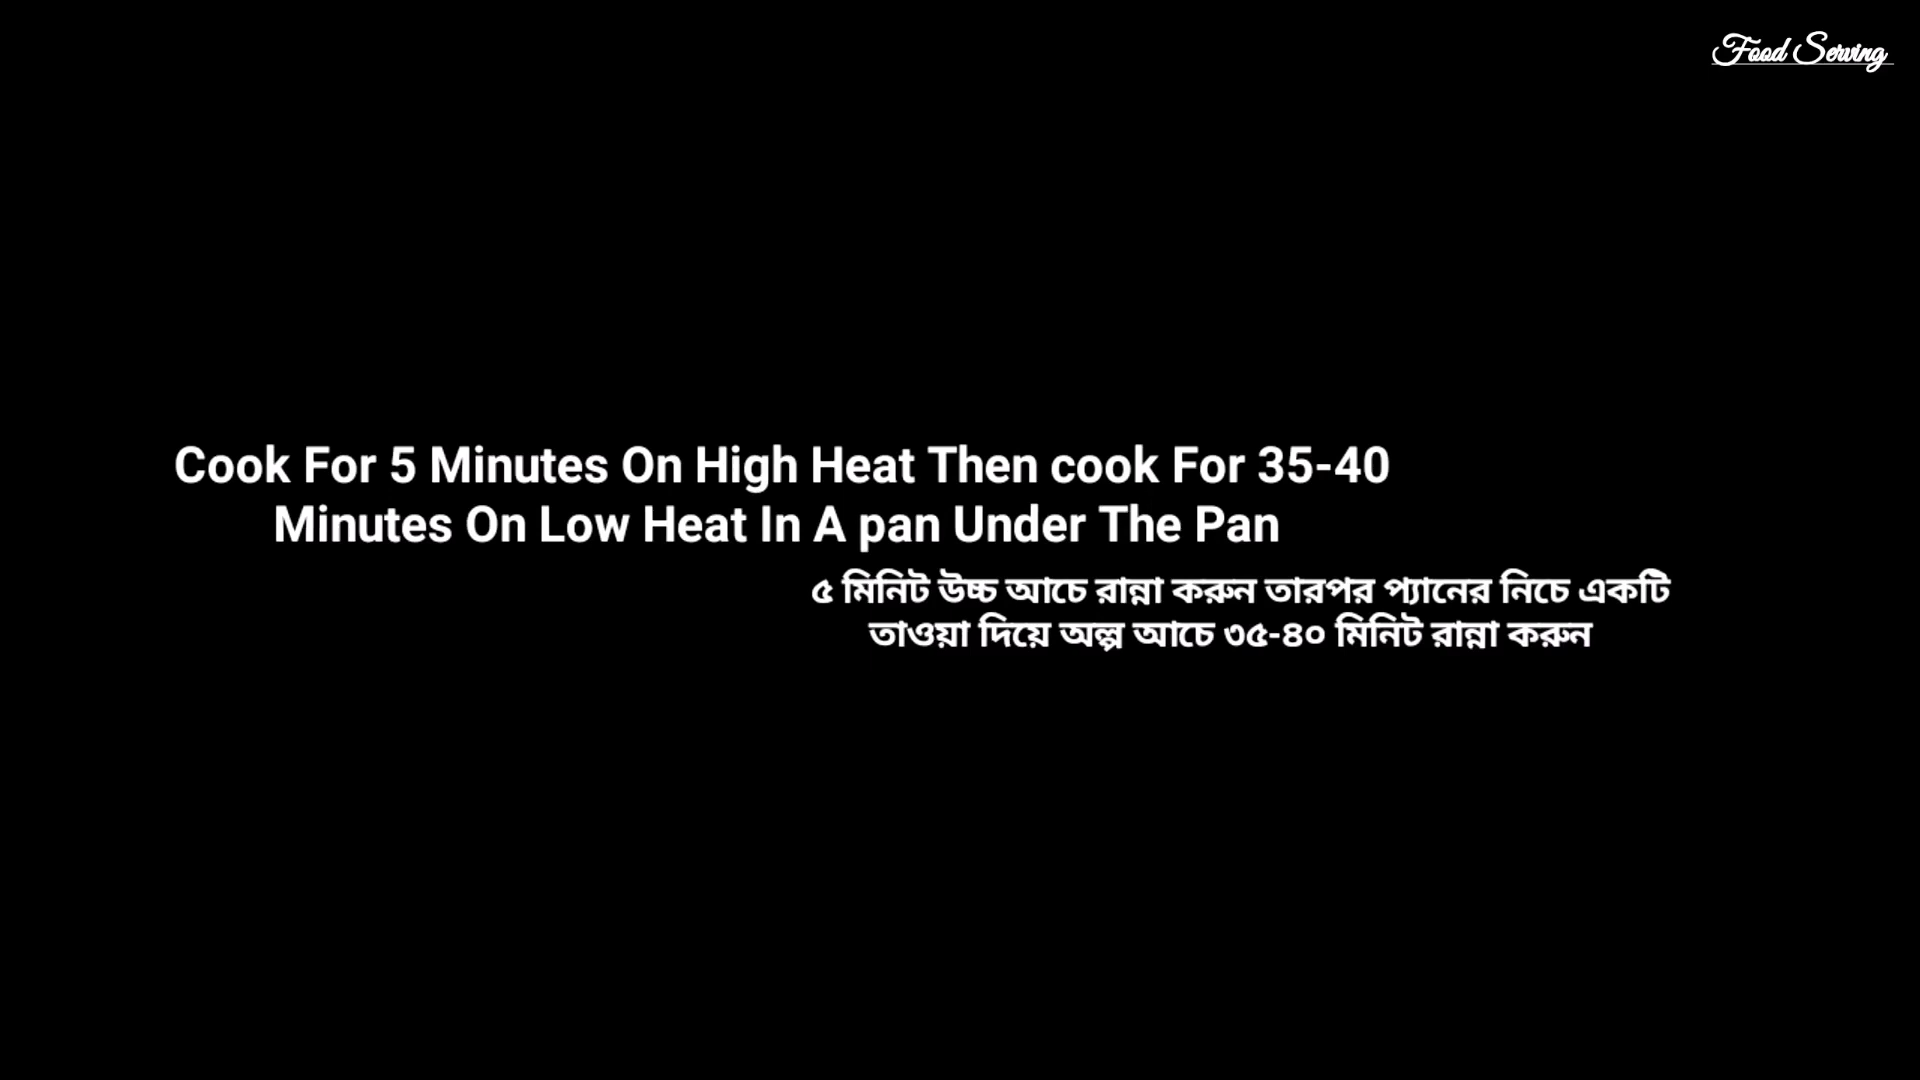 Food Serving
Cook For 5 Minutes On High Heat Then cook For 35-40
Minutes On Low Heat In A pan Under The Pan
৫ মিনিট উচ্চ আচে রান্না করুন তারপর প্যানের নিচে একটি
তাওয়া দিয়ে অল্প আচে ৩৫-৪০ মিনিট রান্না করুন